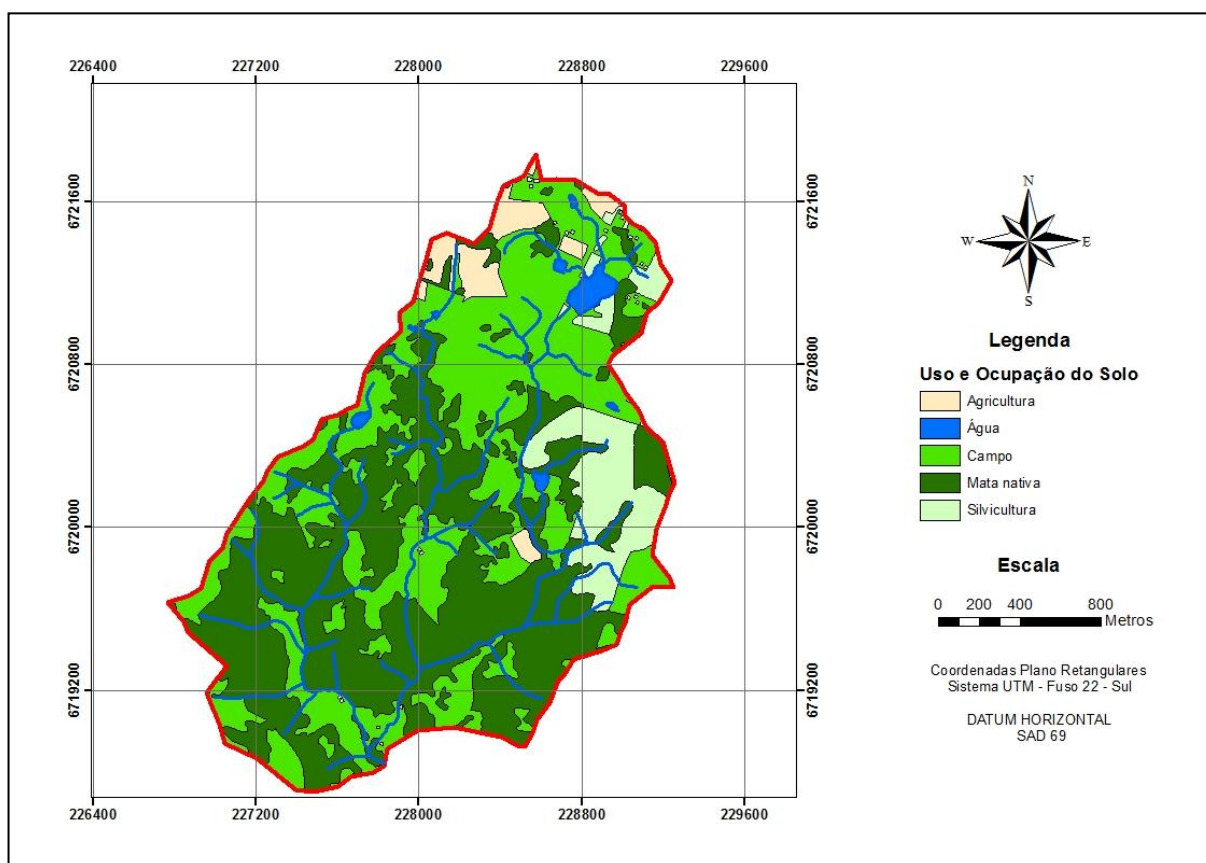 226400 227200 228000 228800 229600
6721600 6721600
N
W E
S
Legenda
6720800 6720800
Uso e Ocupação do Solo
Agricultura
Água
Campo
Mata nativa
Silvicultura
6720000 6720000
Escala
0 200 400 800
Metros
6719200 6719200
Coordenadas Plano Retangulares
Sistema UTM - Fuso 22 - Sul
DATUM HORIZONTAL
SAD 69
226400 227200 228000 228800 229600